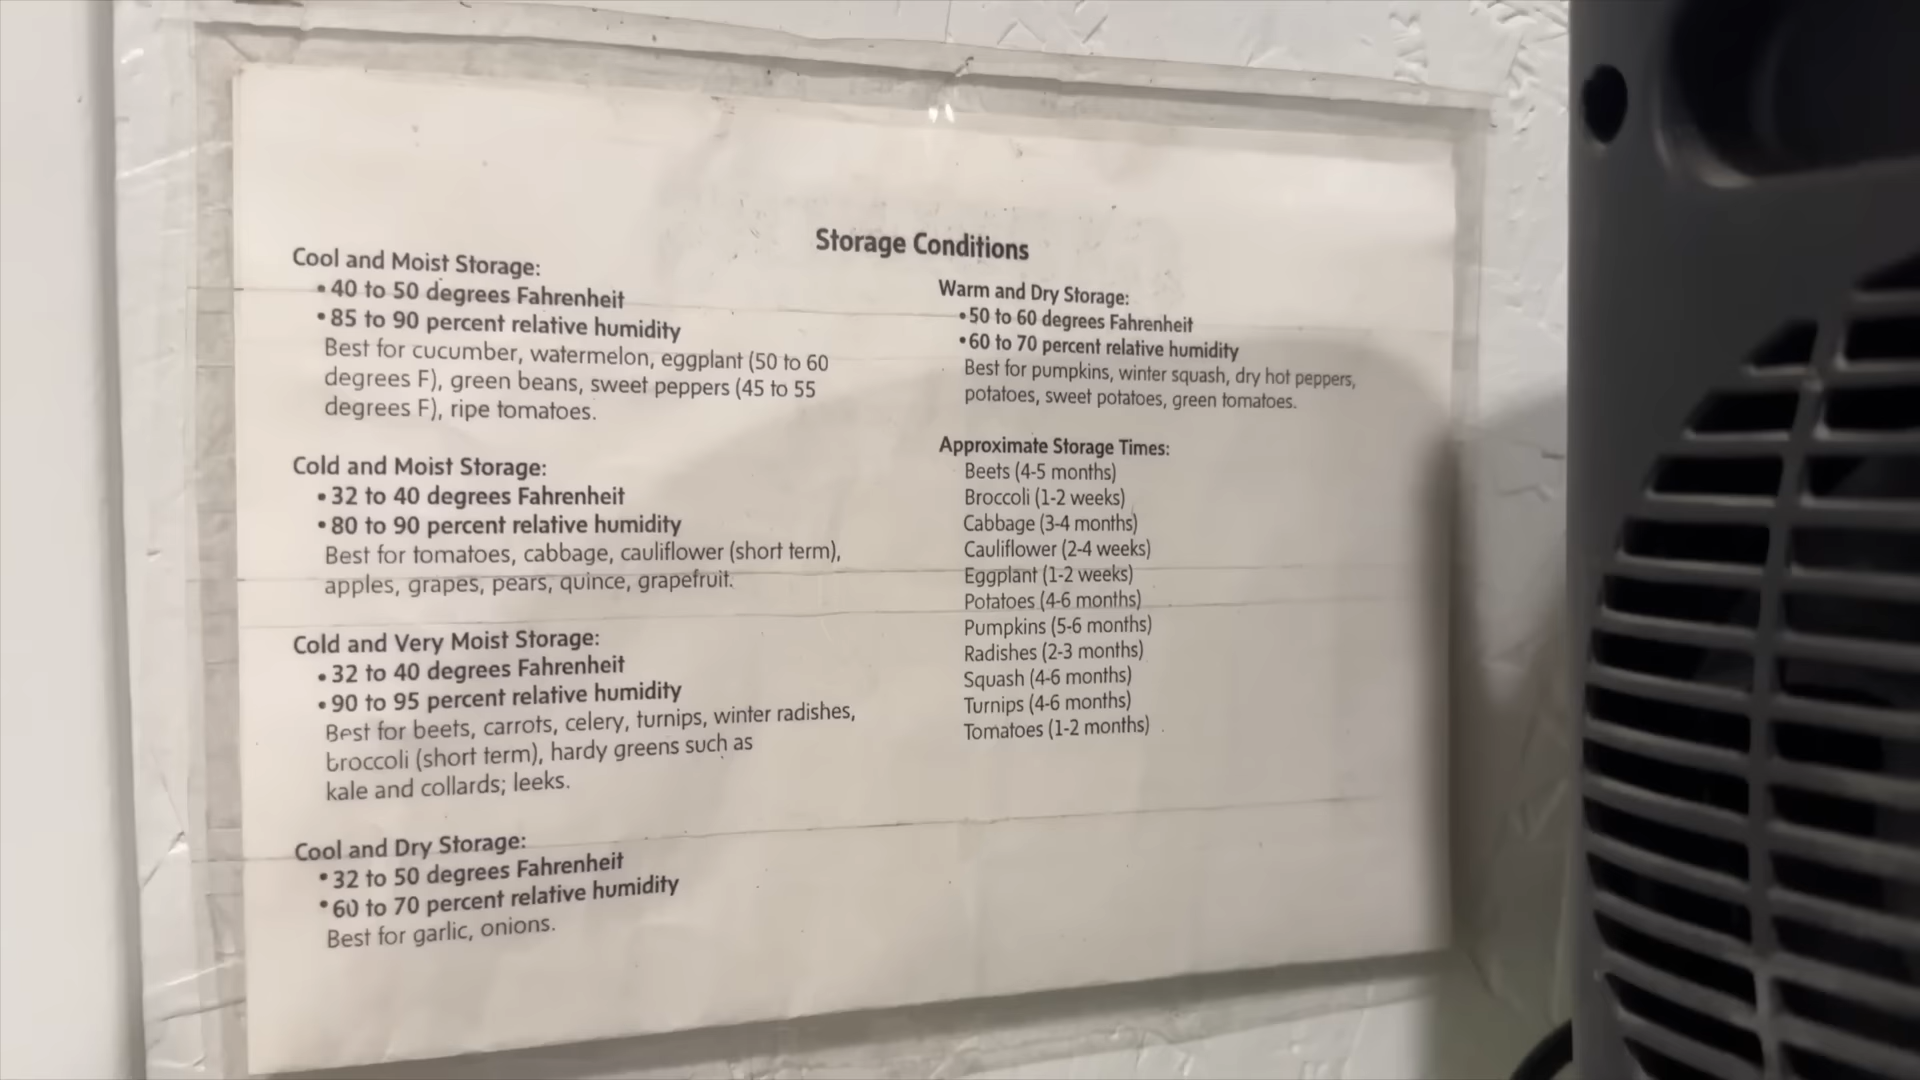 Storage Conditions
Cool and Moist Storage:
• 40 to 50 degrees Fahrenheit
• 85 to 90 percent relative humidity
Best for cucumber, watermelon, eggplant (50 to 60
degrees F), green beans, sweet peppers (45 to 55
degrees F), ripe tomatoes.
Cold and Moist Storage:
• 32 to 40 degrees Fahrenheit
• 80 to 90 percent relative humidity
Best for tomatoes, cabbage, cauliflower (short term),
apples, grapes, pears, quince, grapefruit.
Cold and Very Moist Storage:
• 32 to 40 degrees Fahrenheit
• 90 to 95 percent relative humidity
Best for beets, carrots, celery, turnips, winter radishes,
broccoli (short term), hardy greens such as
kale and collards; leeks.
Cool and Dry Storage:
• 32 to 50 degrees Fahrenheit
• 60 to 70 percent relative humidity
Best for garlic, onions.
Warm and Dry Storage:
• 50 to 60 degrees Fahrenheit
• 60 to 70 percent relative humidity
Best for pumpkins, winter squash, dry hot peppers,
potatoes, sweet potatoes, green tomatoes.
Approximate Storage Times:
Beets (4-5 months)
Broccoli (1-2 weeks)
Cabbage (3-4 months)
Cauliflower (2-4 weeks)
Eggplant (1-2 weeks)
Potatoes (4-6 months)
Pumpkins (5-6 months)
Radishes (2-3 months)
Squash (4-6 months)
Turnips (4-6 months)
Tomatoes (1-2 months)